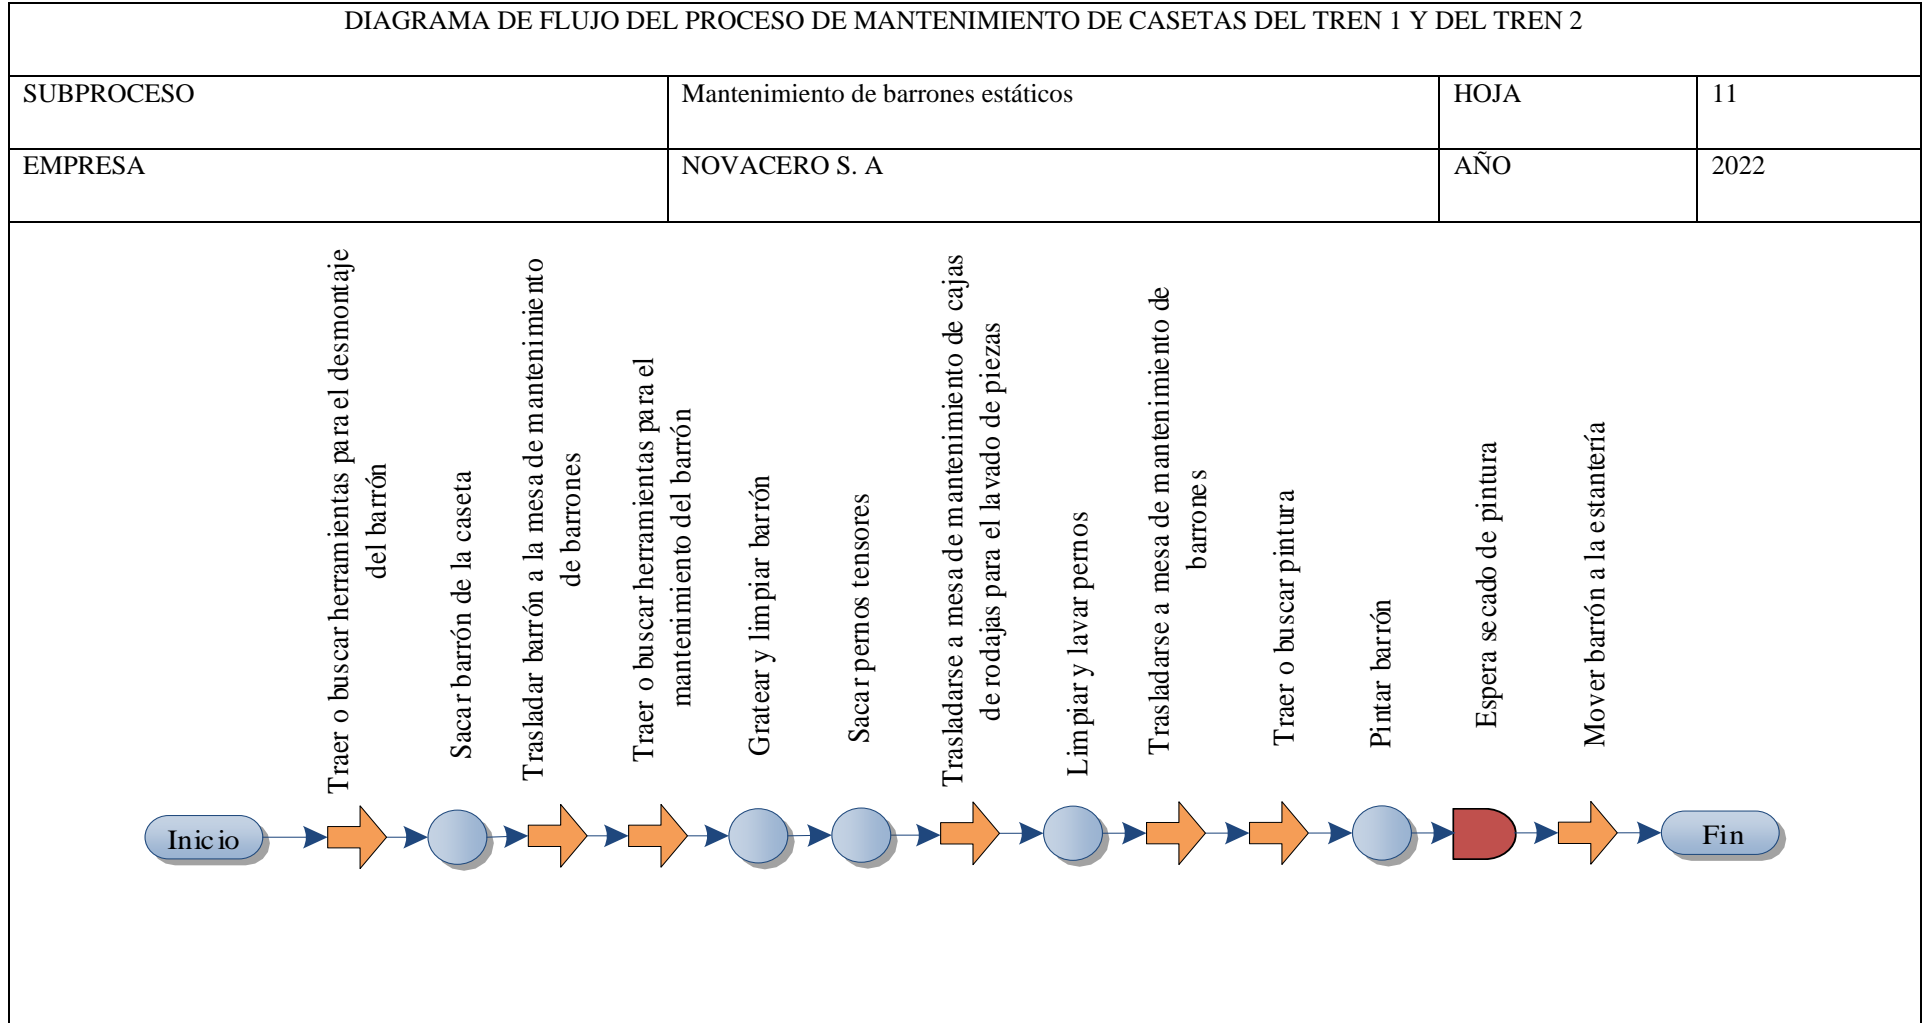 DIAGRAMA DE FLUJO DEL PROCESO DE MANTENIMIENTO DE CASETAS DEL TREN 1 Y DEL TREN 2
SUBPROCESO
Mantenimiento de barrones estáticos
HOJA
11
EMPRESA
NOVACERO S. A
AÑO
2022
Traer o buscar herramientas para el desmontaje
del barrón
Sacar barrón de la caseta
Trasladar barrón a la mesa de mantenimiento
de barrones
Traer o buscar herramientas para el
mantenimiento del barrón
Gratear y limpiar barrón
Sacar pernos tensores
Trasladarse a mesa de mantenimiento de cajas
de rodajas para el lavado de piezas
Limpiar y lavar pernos
Trasladarse a mesa de mantenimiento de
barrones
Traer o buscar pintura
Pintar barrón
Espera secado de pintura
Mover barrón a la estantería
Inicio
Fin